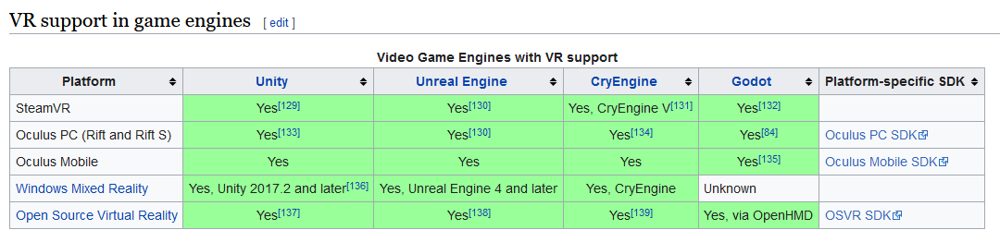 VR support in game engines [ edit ]
Video Game Engines with VR support
Platform Unity Unreal Engine CryEngine Godot Platform-specific SDK
SteamVR Yes[129] Yes[130] Yes, CryEngine V[131] Yes[132]
Oculus PC (Rift and Rift S) Yes[133] Yes[130] Yes[134] Yes[84] Oculus PC SDK
Oculus Mobile Yes Yes Yes Yes[135] Oculus Mobile SDK
Windows Mixed Reality Yes, Unity 2017.2 and later[136] Yes, Unreal Engine 4 and later Yes, CryEngine Unknown
Open Source Virtual Reality Yes[137] Yes[138] Yes[139] Yes, via OpenHMD OSVR SDK